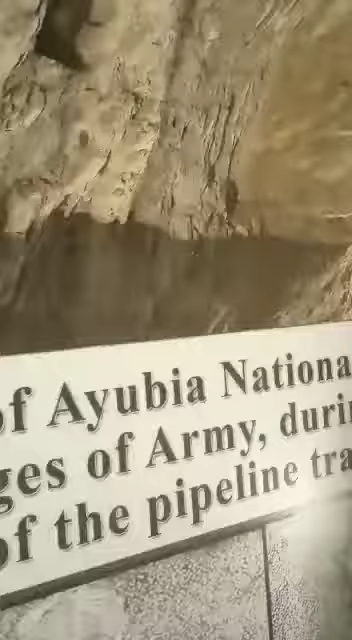 of Ayubia Nationa
ges of Army, durin
of the pipeline tra